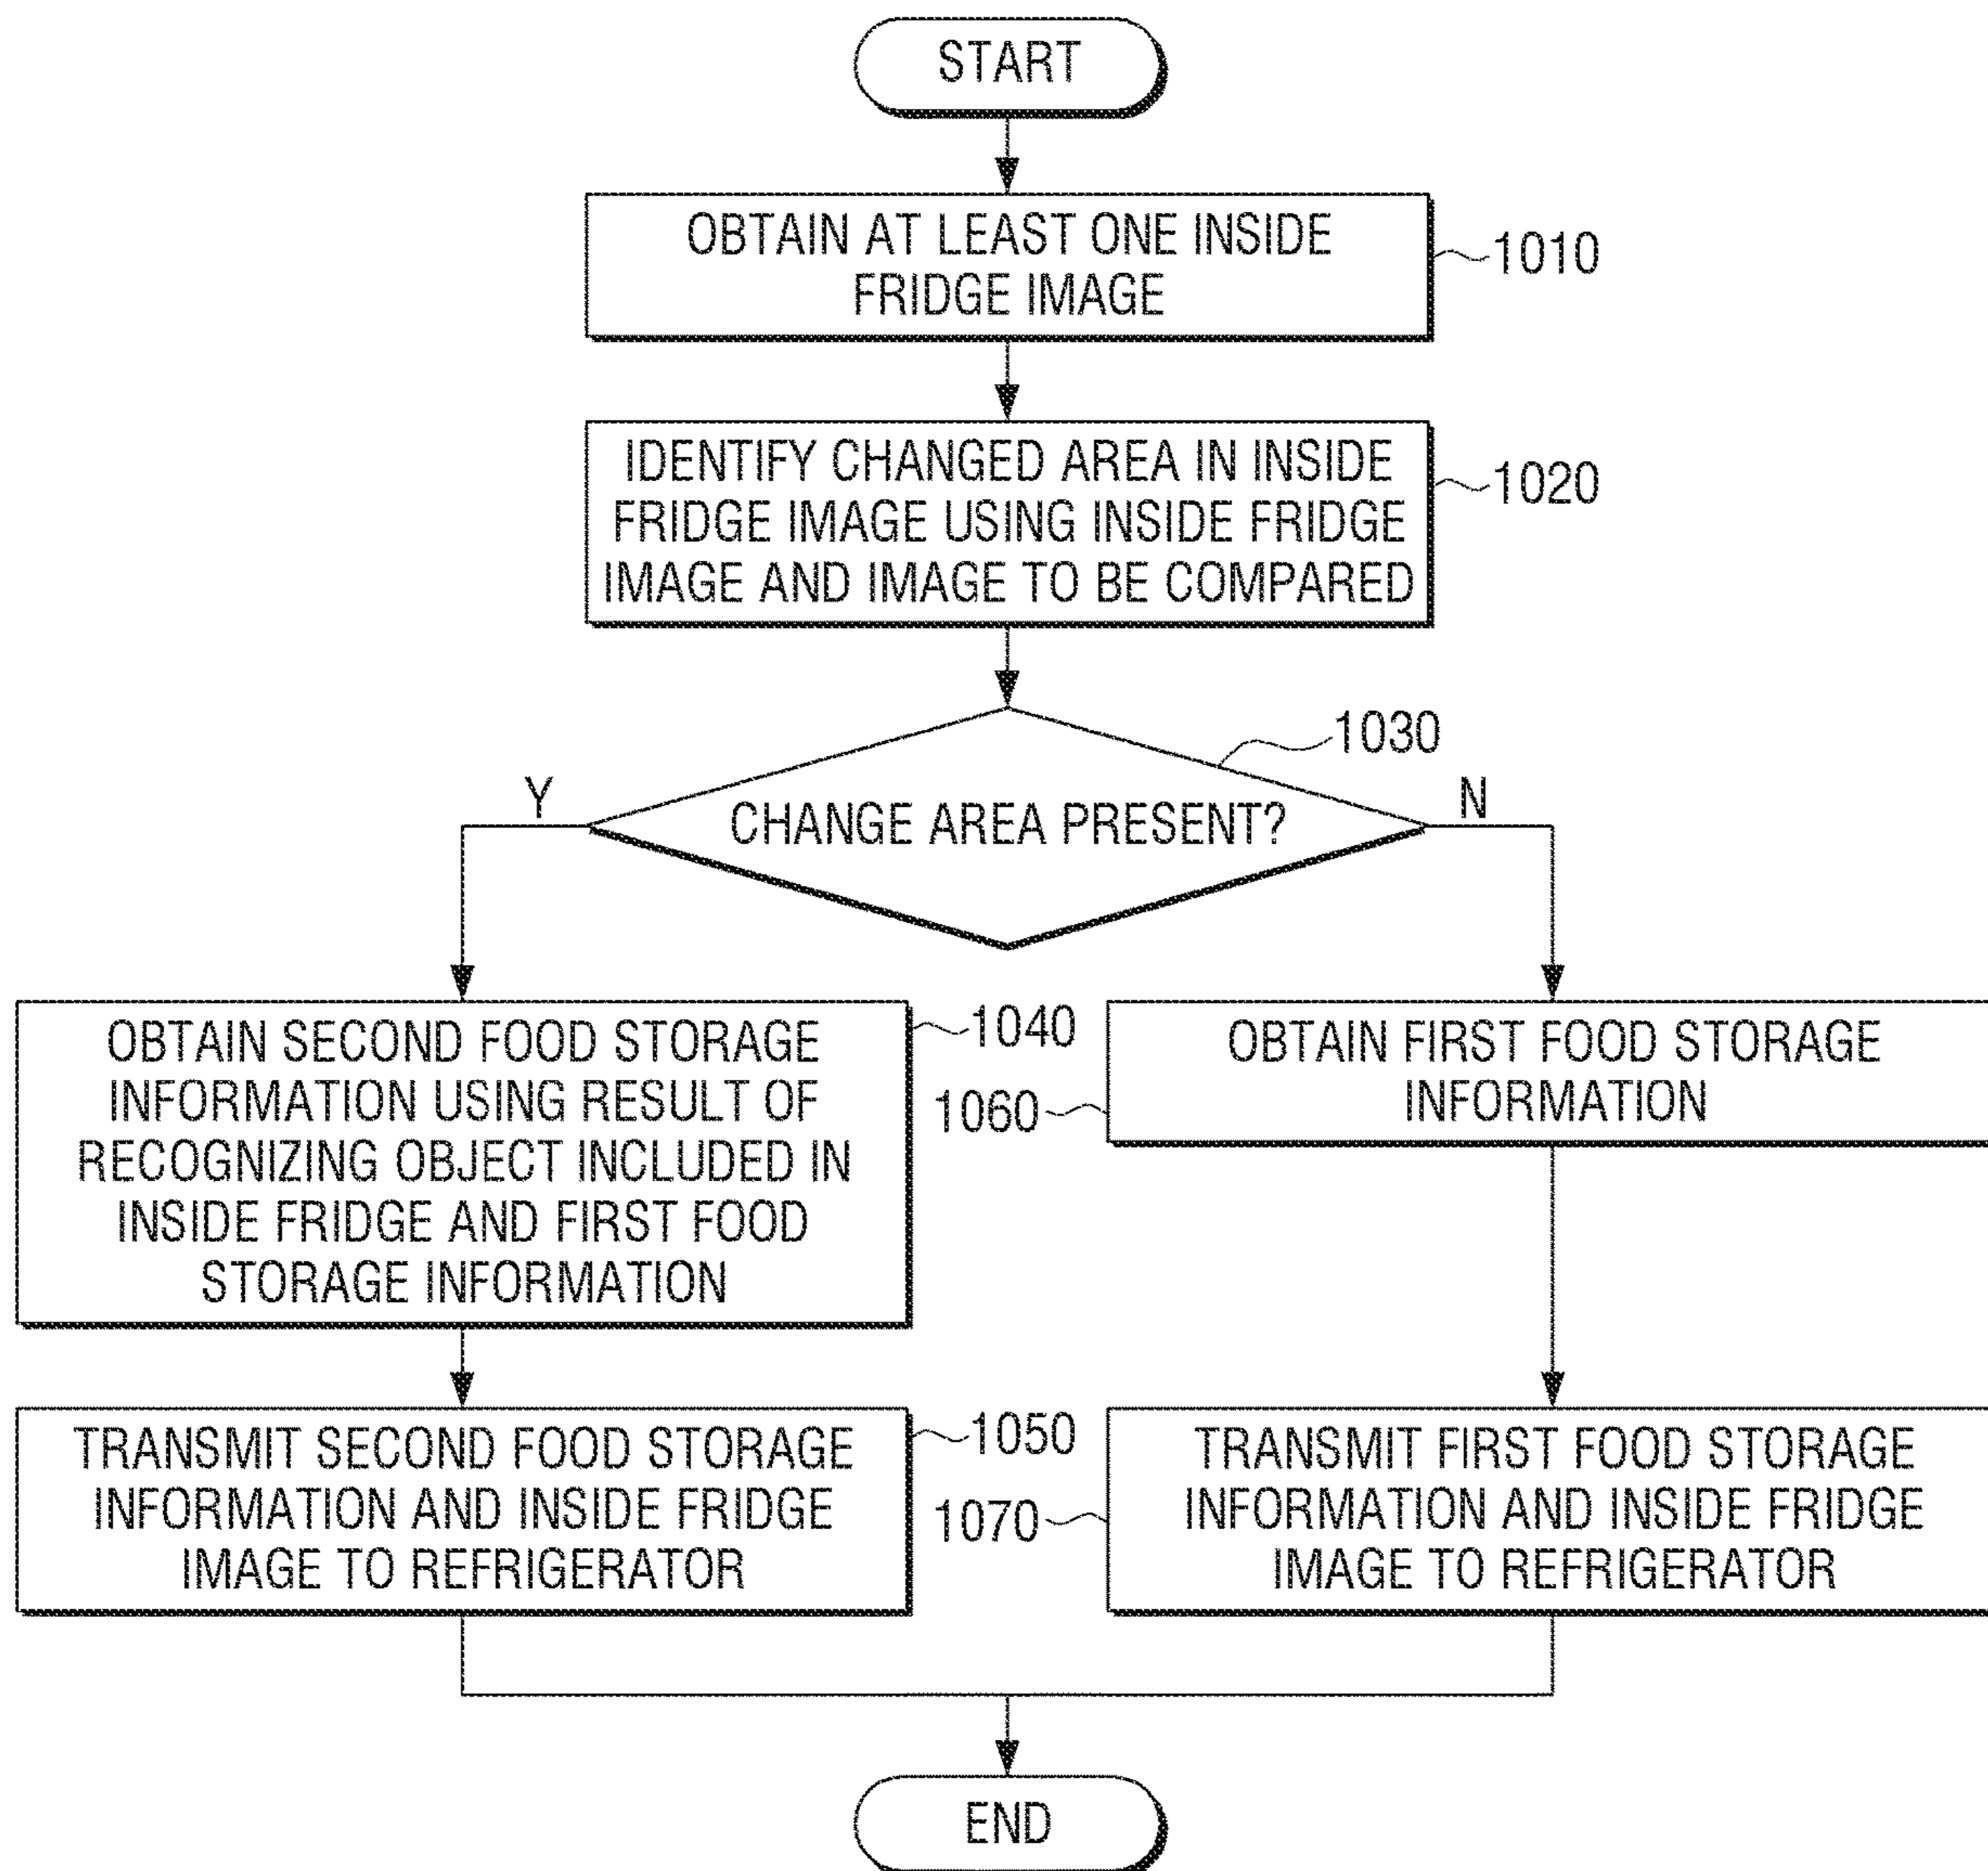 START
OBTAIN AT LEAST ONE INSIDE
FRIDGE IMAGE
1010
IDENTIFY CHANGED AREA IN INSIDE
FRIDGE IMAGE USING INSIDE FRIDGE
IMAGE AND IMAGE TO BE COMPARED
1020
CHANGE AREA PRESENT?
1030
Y
N
OBTAIN SECOND FOOD STORAGE
INFORMATION USING RESULT OF
RECOGNIZING OBJECT INCLUDED IN
INSIDE FRIDGE AND FIRST FOOD
STORAGE INFORMATION
1040
OBTAIN FIRST FOOD STORAGE
INFORMATION
1060
TRANSMIT SECOND FOOD STORAGE
INFORMATION AND INSIDE FRIDGE
IMAGE TO REFRIGERATOR
1050
TRANSMIT FIRST FOOD STORAGE
INFORMATION AND INSIDE FRIDGE
IMAGE TO REFRIGERATOR
1070
END